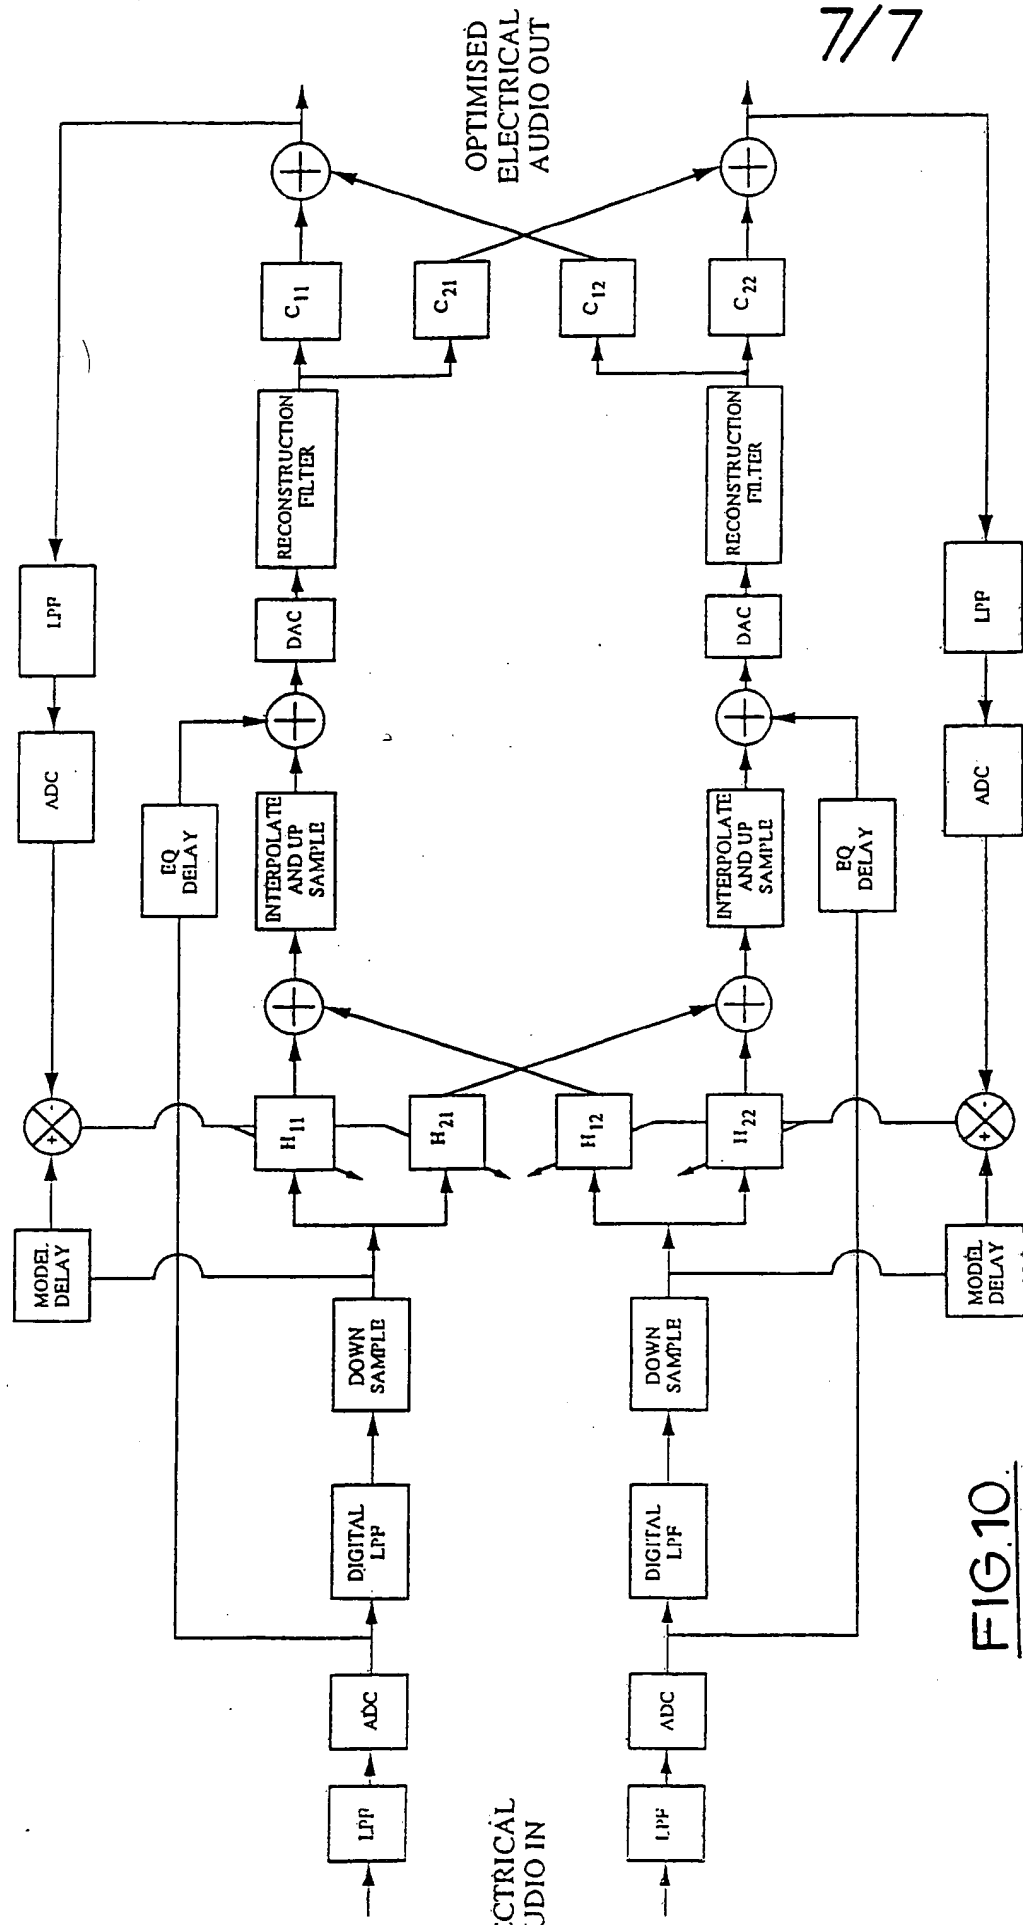 7/7
OPTIMISED
ELECTRICAL
AUDIO OUT
LPF
ADC
EQ
DELAY
MODEL
DELAY
C11
C21
C12
C22
RECONSTRUCTION
FILTER
RECONSTRUCTION
FILTER
DAC
DAC
LPF
ADC
INTERPOLATE
AND UP
SAMPLE
INTERPOLATE
AND UP
SAMPLE
EQ
DELAY
H11
H21
H12
H22
+
-
+
-
MODEL
DELAY
DOWN
SAMPLE
DOWN
SAMPLE
DIGITAL
LPF
DIGITAL
LPF
ADC
ADC
LPF
LPF
ECTRICAL
UDIO IN
FIG.10.